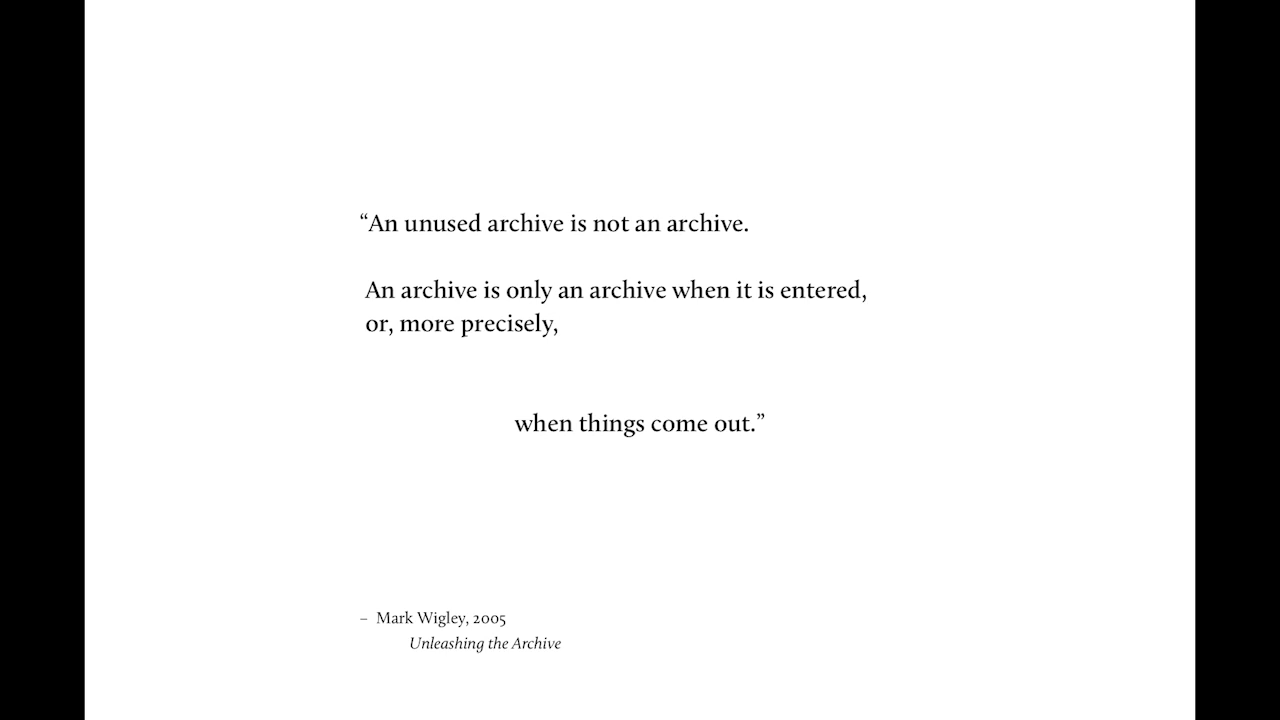 “An unused archive is not an archive.
An archive is only an archive when it is entered,
or, more precisely,
when things come out.”
– Mark Wigley, 2005
Unleashing the Archive